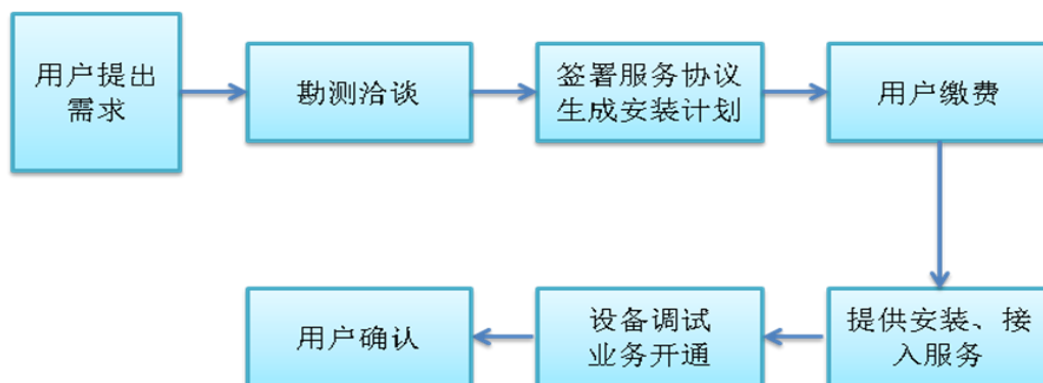 用户提出
需求
勘测洽谈
签署服务协议
生成安装计划
用户缴费
提供安装、接
入服务
设备调试
业务开通
用户确认